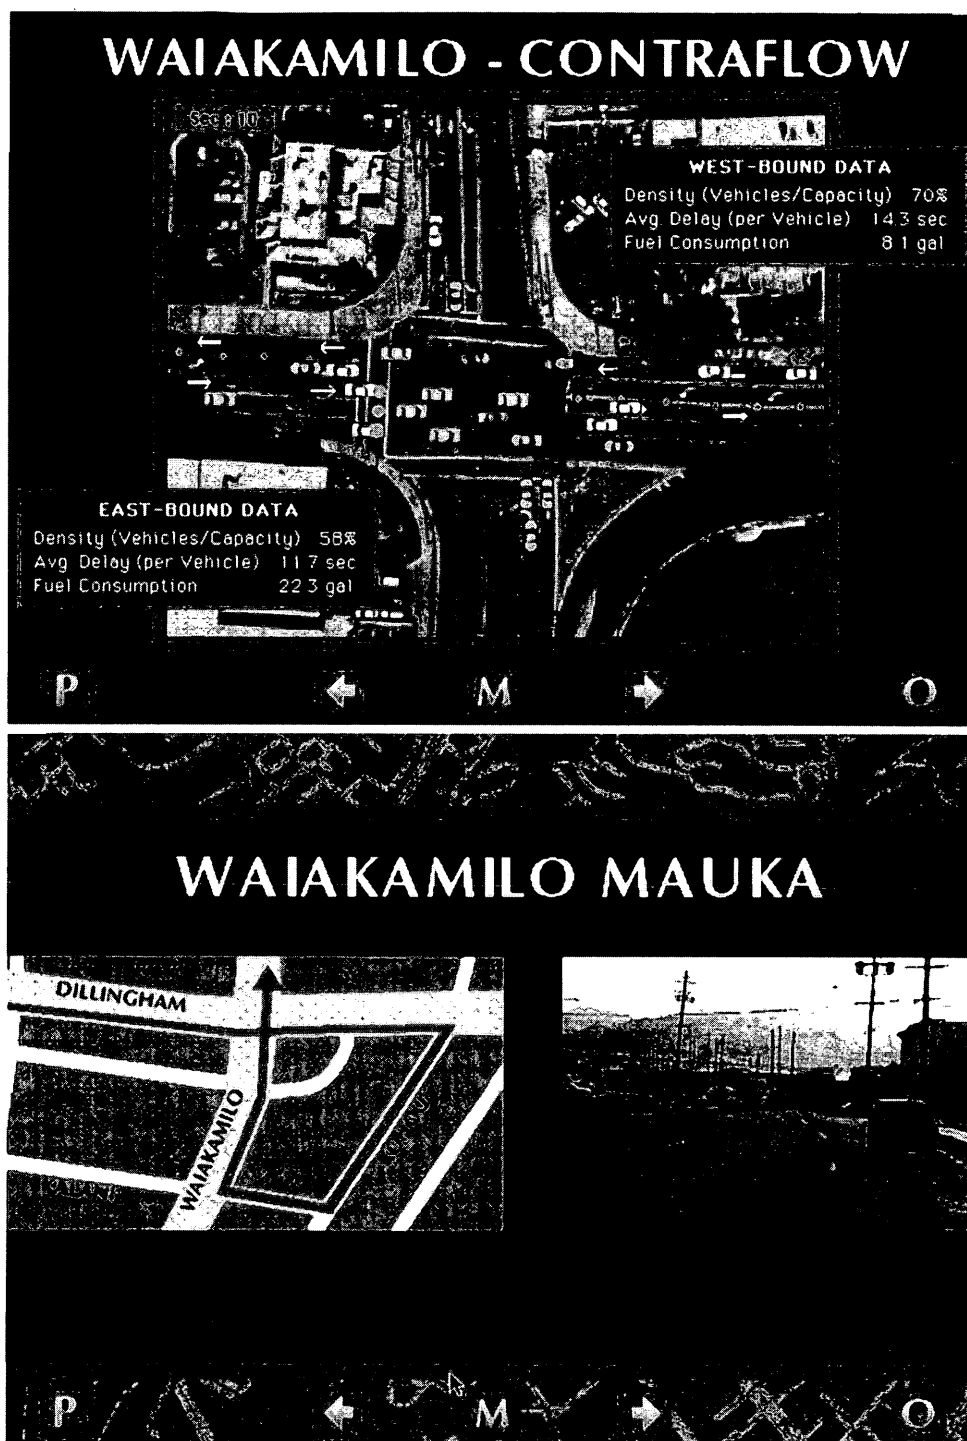 WAIAKAMILO - CONTRAFLOW
Sec : 10
WEST-BOUND DATA
Density (Vehicles/Capacity) 70%
Avg. Delay (per Vehicle) 14.3 sec
Fuel Consumption 8.1 gal
EAST-BOUND DATA
Density (Vehicles/Capacity) 58%
Avg. Delay (per Vehicle) 11.7 sec
Fuel Consumption 22.3 gal
P M O
WAIAKAMILO MAUKA
DILLINGHAM
WAIAKAMILO
P M O